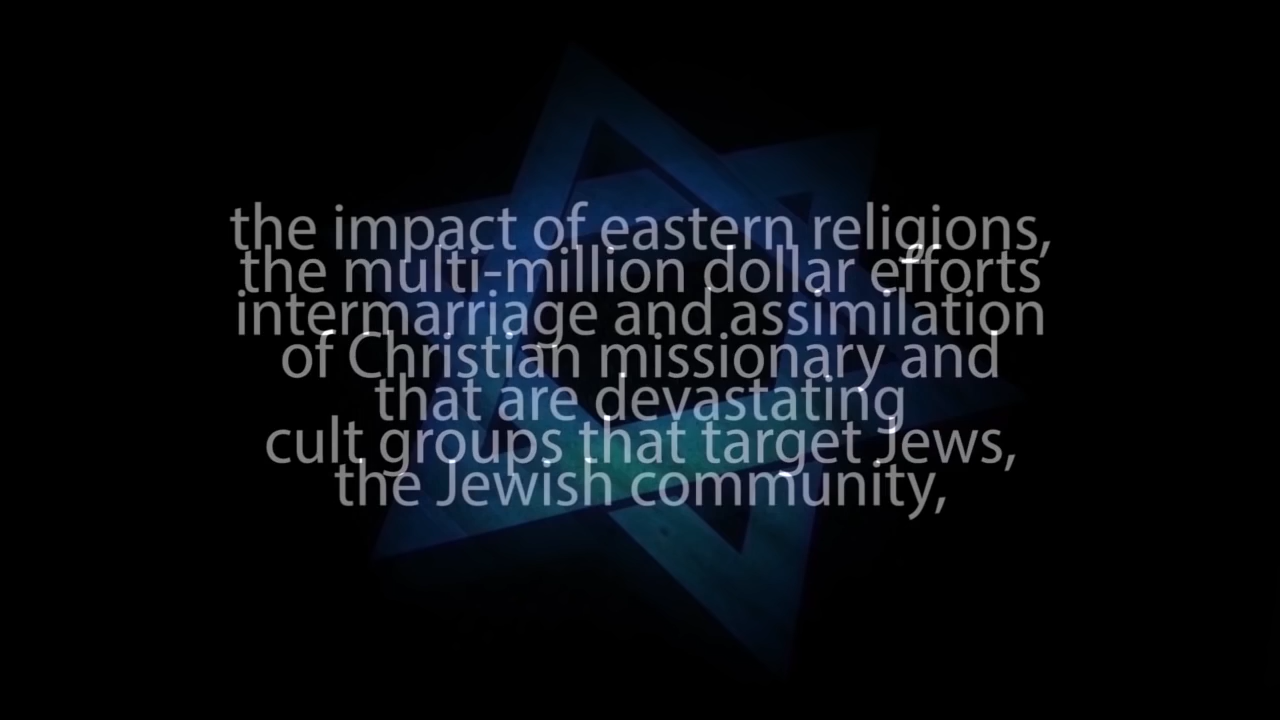 the impact of eastern religions,
the multi-million dollar efforts
intermarriage and assimilation
of Christian missionary and
that are devastating
cult groups that target Jews,
the Jewish community,